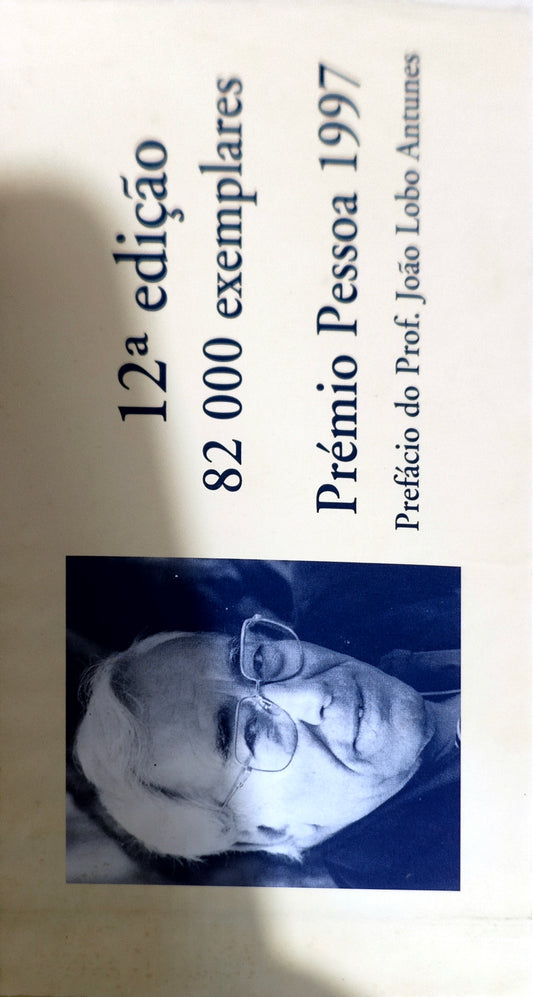 12ª edição
82 000 exemplares
Prémio Pessoa 1997
Prefácio do Prof. João Lobo Antunes